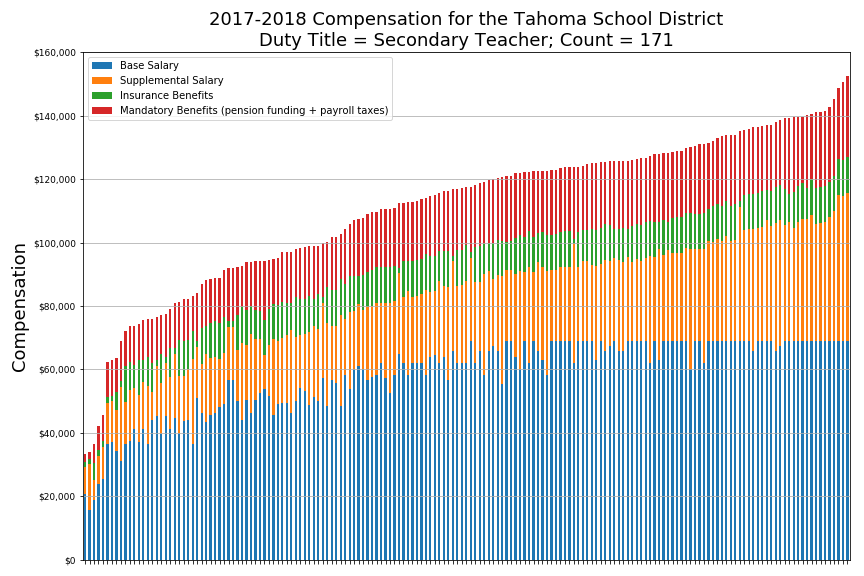 2017-2018 Compensation for the Tahoma School District
Duty Title = Secondary Teacher; Count = 171
Compensation
$160,000
$140,000
$120,000
$100,000
$80,000
$60,000
$40,000
$20,000
$0
Base Salary
Supplemental Salary
Insurance Benefits
Mandatory Benefits (pension funding + payroll taxes)